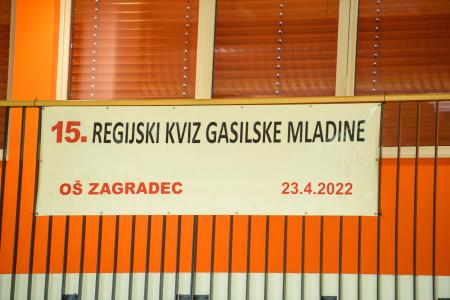 15. REGIJSKI KVIZ GASILSKE MLADINE
OŠ ZAGRADEC 23.4.2022